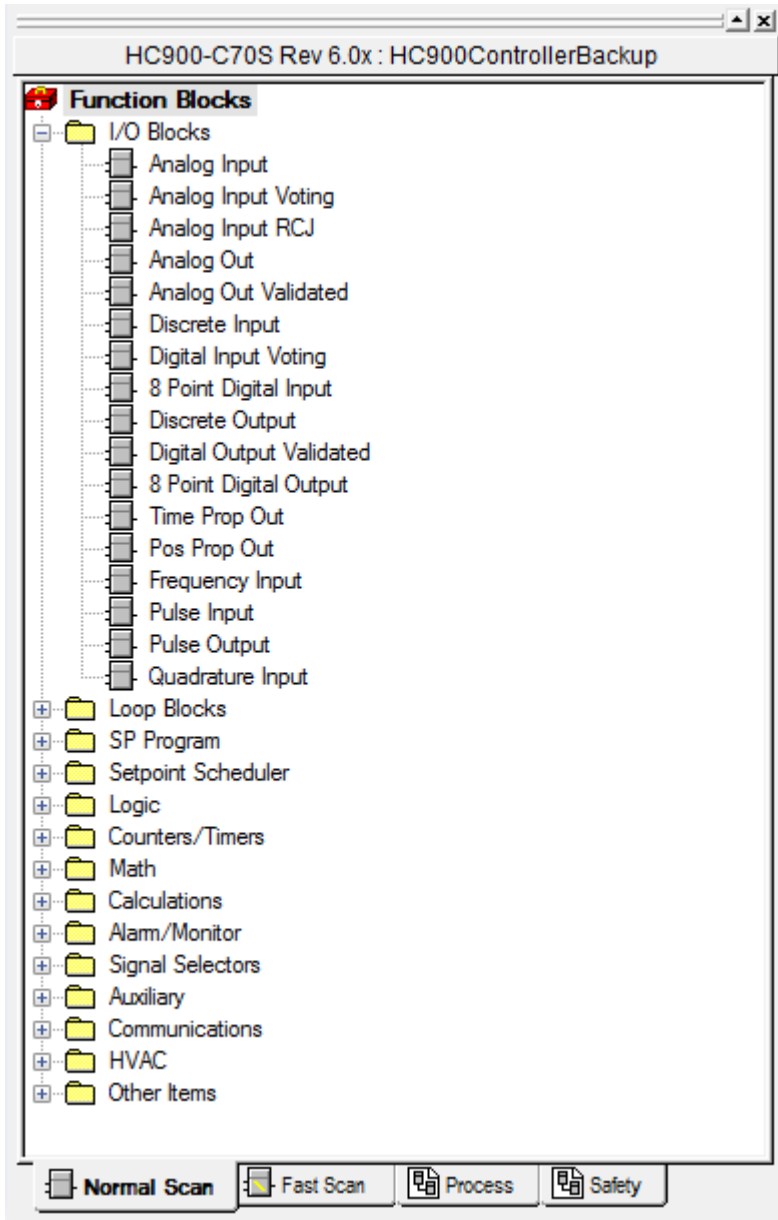 HC900-C70S Rev 6.0x : HC900ControllerBackup
Function Blocks
I/O Blocks
Analog Input
Analog Input Voting
Analog Input RCJ
Analog Out
Analog Out Validated
Discrete Input
Digital Input Voting
8 Point Digital Input
Discrete Output
Digital Output Validated
8 Point Digital Output
Time Prop Out
Pos Prop Out
Frequency Input
Pulse Input
Pulse Output
Quadrature Input
Loop Blocks
SP Program
Setpoint Scheduler
Logic
Counters/Timers
Math
Calculations
Alarm/Monitor
Signal Selectors
Auxiliary
Communications
HVAC
Other Items
Normal Scan Fast Scan Process Safety